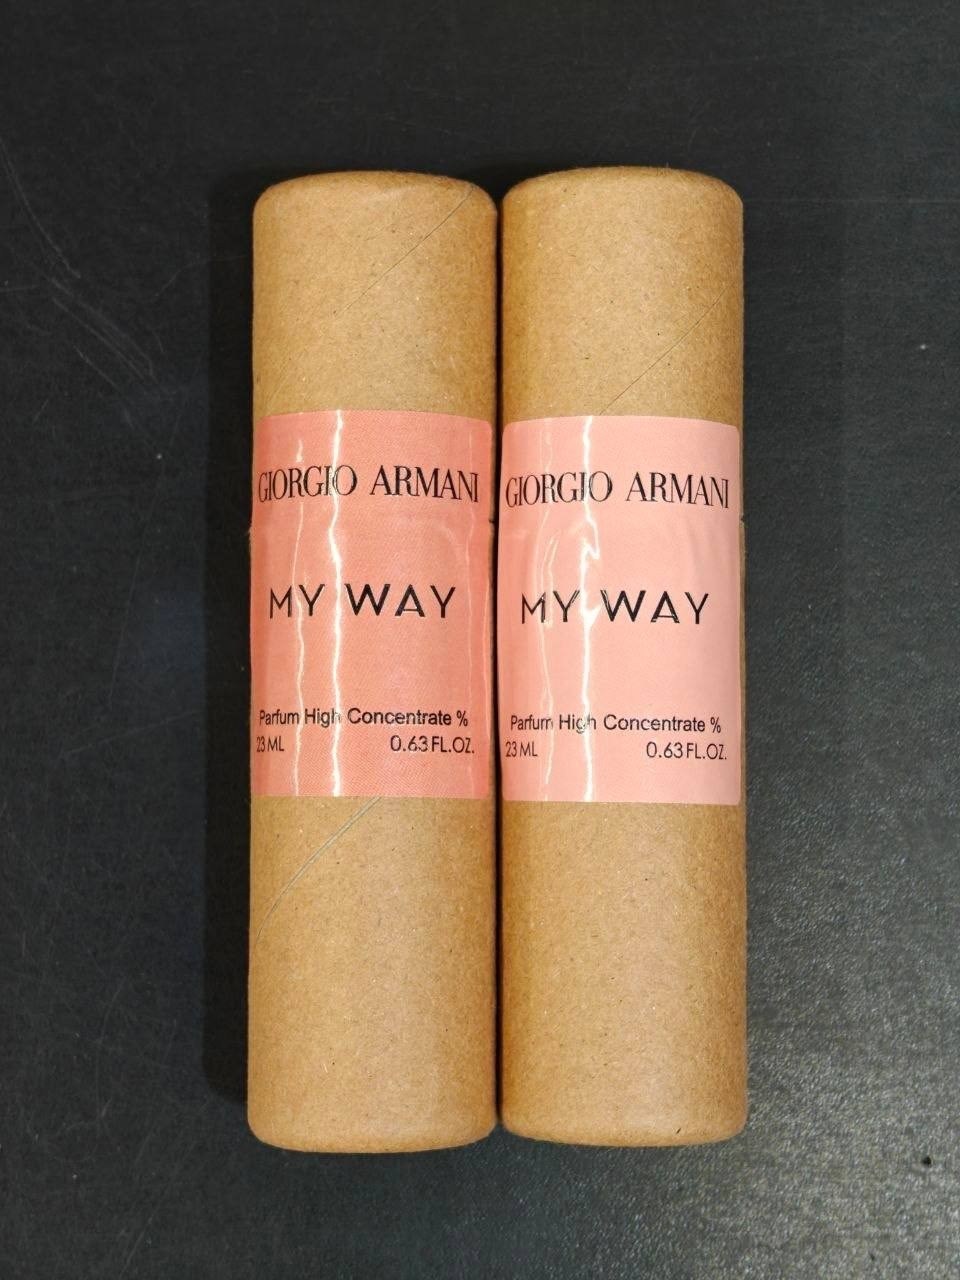 GIORGIO ARMANI
MY WAY
Parfum High Concentrate %
23 ML 0.63 FL.OZ.
GIORGIO ARMANI
MY WAY
Parfum High Concentrate %
23 ML 0.63 FL.OZ.